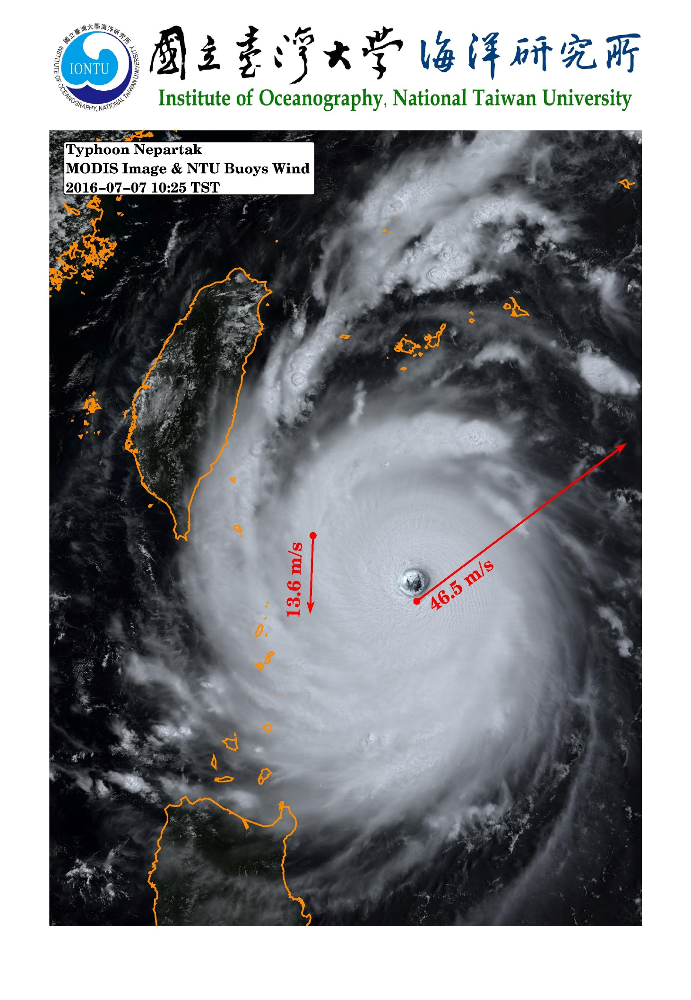 國立臺灣大學海洋研究所
INSTITUTE OF OCEANOGRAPHY, NATIONAL TAIWAN UNIVERSITY
IONTU
國立臺灣大学 海洋研究所
Institute of Oceanography, National Taiwan University
Typhoon Nepartak
MODIS Image & NTU Buoys Wind
2016-07-07 10:25 TST
13.6 m/s
46.5 m/s